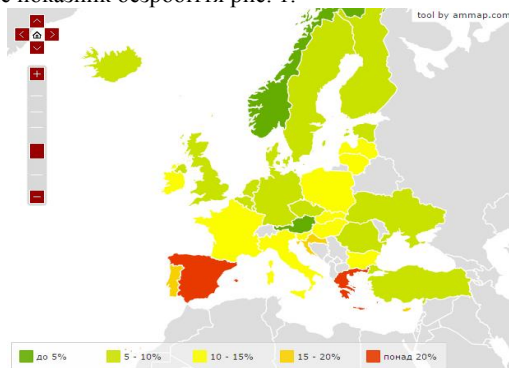 показник безробіття рис. 1.
tool by ammap.com
до 5%
5 - 10%
10 - 15%
15 - 20%
понад 20%